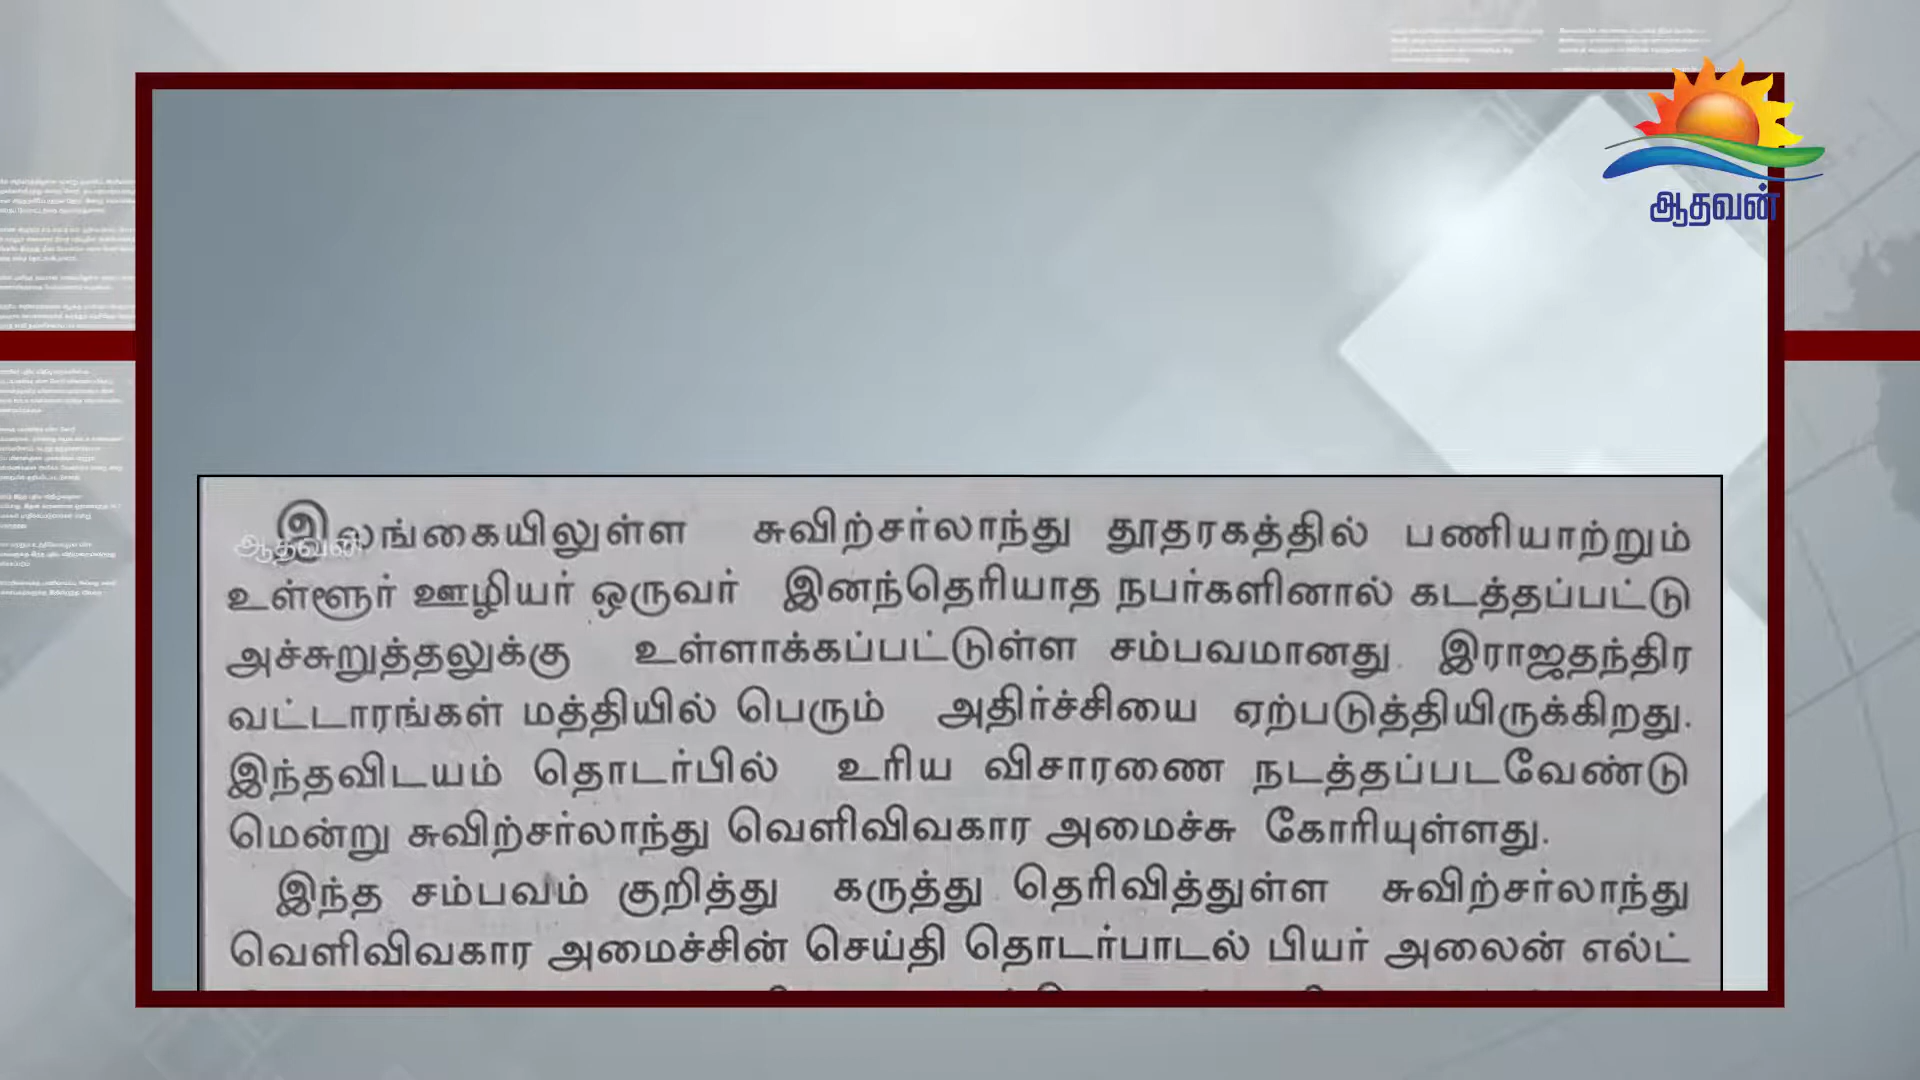 ஆதவன்
இலங்கையிலுள்ள சுவிற்சர்லாந்து தூதரகத்தில் பணியாற்றும்
ஆதவன்
உள்ளூர் ஊழியர் ஒருவர் இனந்தெரியாத நபர்களினால் கடத்தப்பட்டு
அச்சுறுத்தலுக்கு உள்ளாக்கப்பட்டுள்ள சம்பவமானது இராஜதந்திர
வட்டாரங்கள் மத்தியில் பெரும் அதிர்ச்சியை ஏற்படுத்தியிருக்கிறது.
இந்தவிடயம் தொடர்பில் உரிய விசாரணை நடத்தப்படவேண்டு
மென்று சுவிற்சர்லாந்து வெளிவிவகார அமைச்சு கோரியுள்ளது.
இந்த சம்பவம் குறித்து கருத்து தெரிவித்துள்ள சுவிற்சர்லாந்து
வெளிவிவகார அமைச்சின் செய்தி தொடர்பாடல் பியர் அலைன் எல்ட்